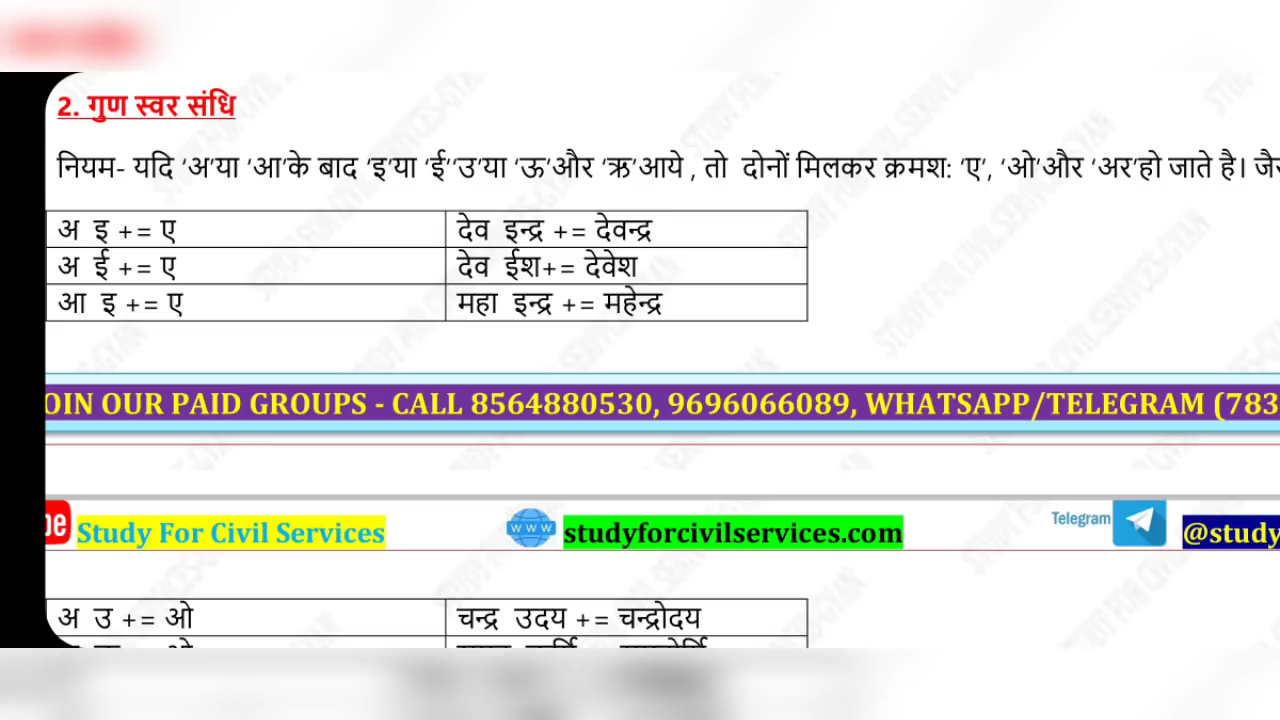 2. गुण स्वर संधि
नियम- यदि ‘अ’या ‘आ’के बाद ‘इ’या ‘ई’‘उ’या ‘ऊ’और ‘ऋ’आये , तो दोनों मिलकर क्रमश: ‘ए’, ‘ओ’और ‘अर’हो जाते है।
अ इ += ए देव इन्द्र += देवन्द्र
अ ई += ए देव ईश+= देवेश
आ इ += ए महा इन्द्र += महेन्द्र
OIN OUR PAID GROUPS - CALL 8564880530, 9696066089, WHATSAPP/TELEGRAM (783
Study For Civil Services www studyforcivilservices.com Telegram @study
अ उ += ओ चन्द्र उदय += चन्द्रोदय